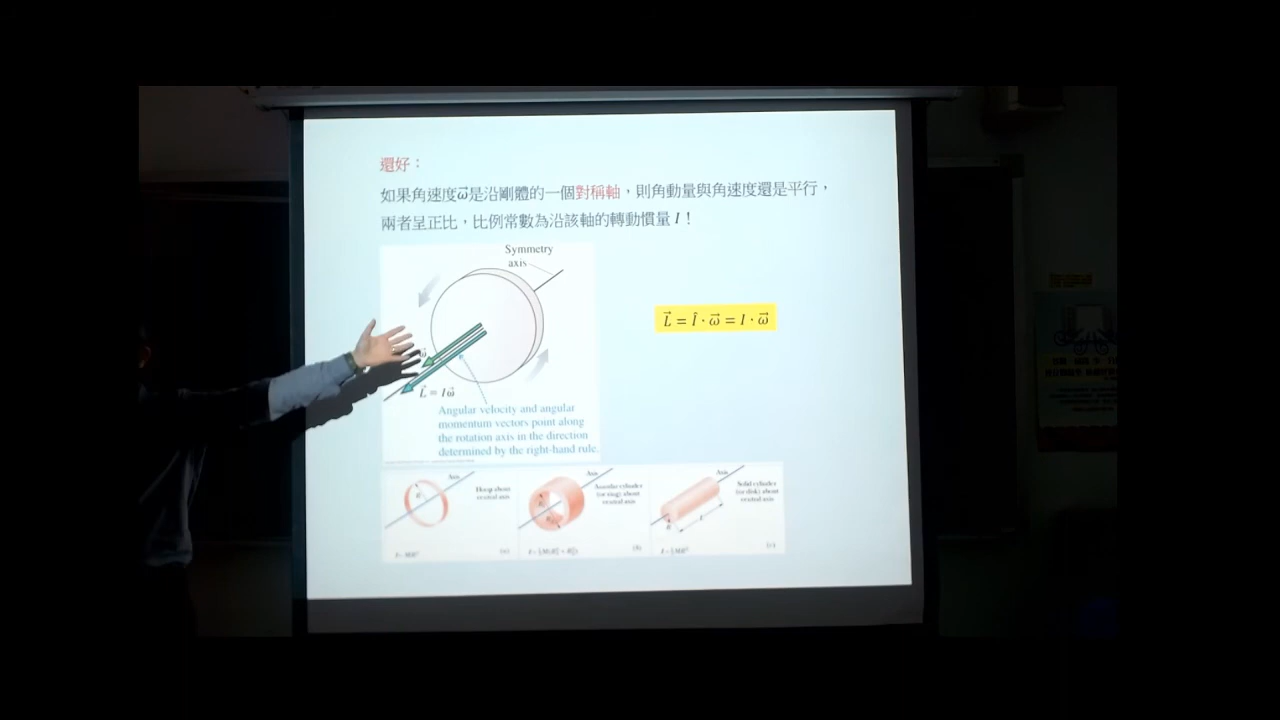 還好：
如果角速度ω⃗是沿剛體的一個對稱軸，則角動量與角速度還是平行，
兩者呈正比，比例常數為沿該軸的轉動慣量 I！
Symmetry
axis
L⃗ = Î · ω⃗ = I · ω⃗
ω⃗
L⃗ = Iω⃗
Angular velocity and angular
momentum vectors point along
the rotation axis in the direction
determined by the right-hand rule.
Axis
Hoop about
central axis
(a)
Axis
Annular cylinder
(or ring) about
central axis
(b)
Axis
Solid cylinder
(or disk) about
central axis
L
R
(c)